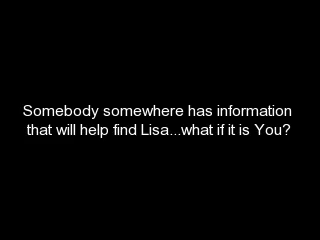 Somebody somewhere has information
that will help find Lisa...what if it is You?